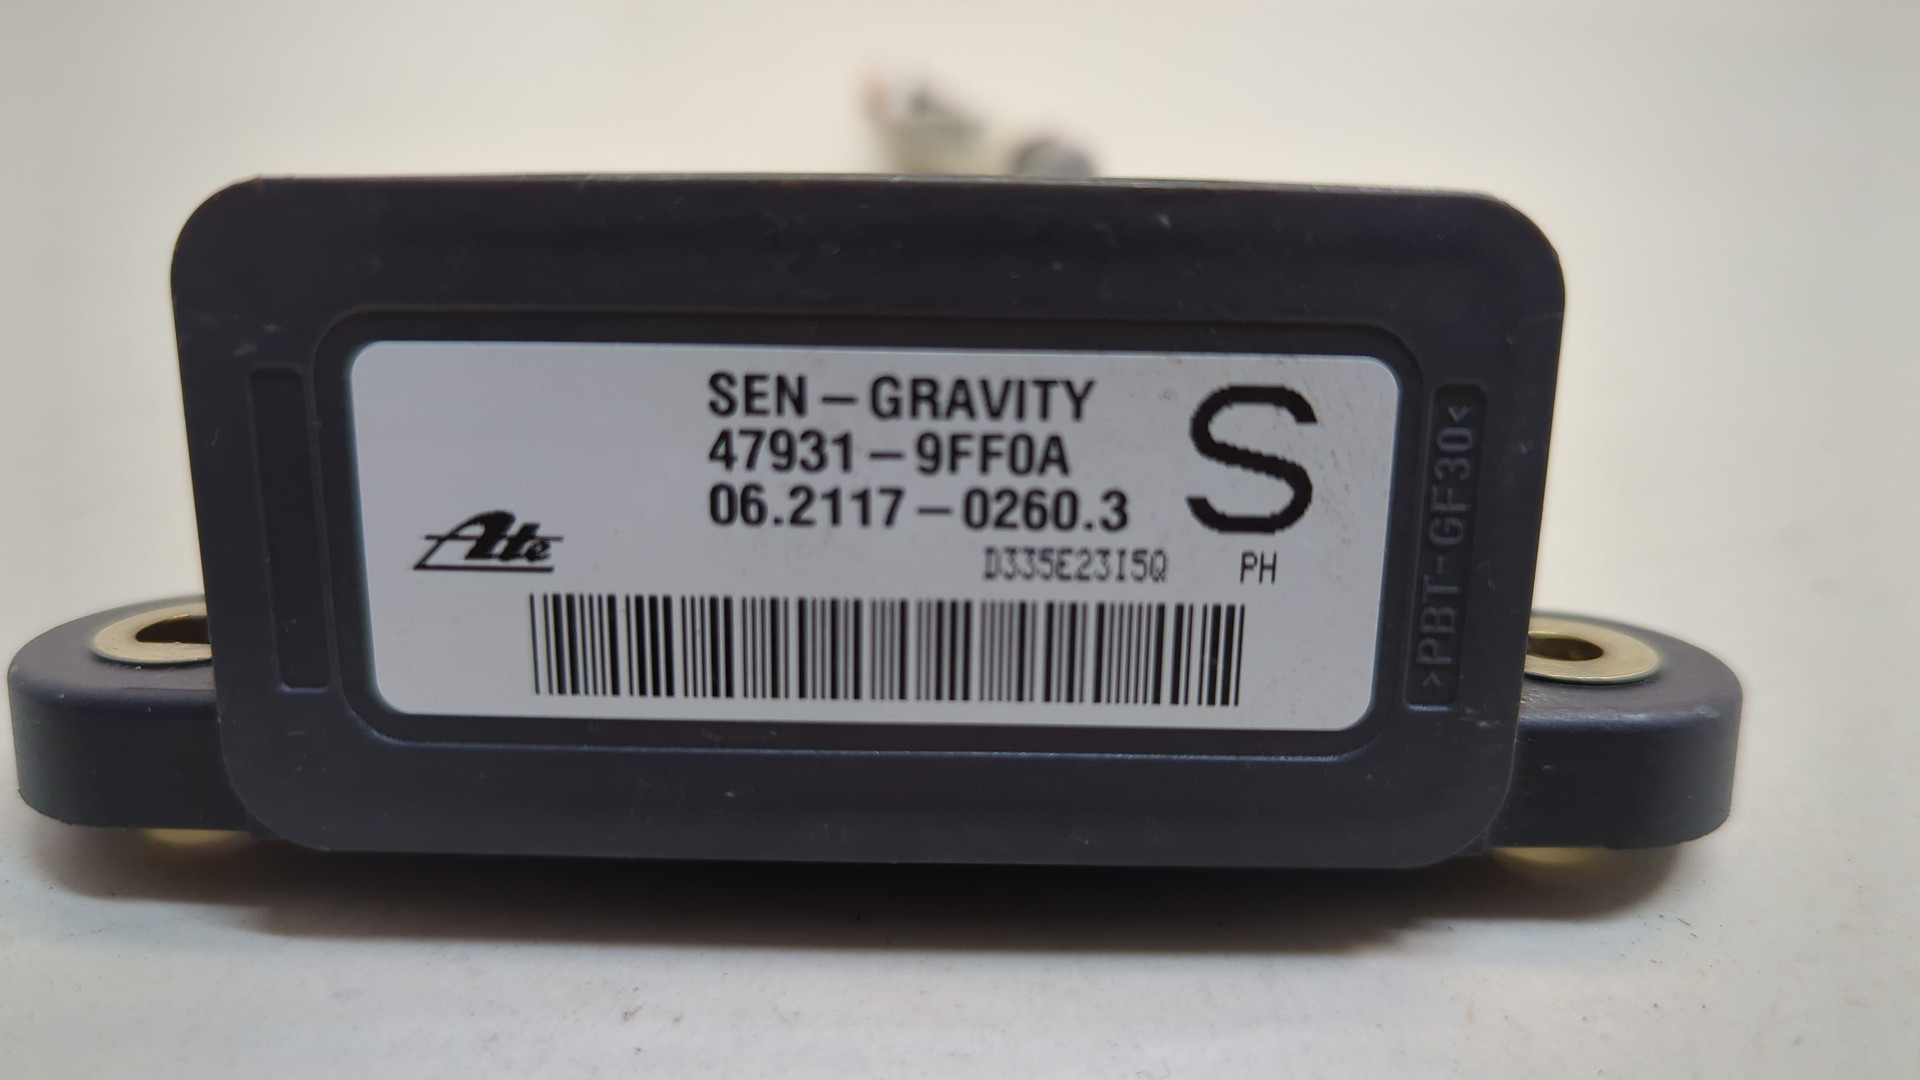 SEN-GRAVITY
47931-9FF0A
06.2117-0260.3
S
Ate
D335E23I5Q PH
>PBT-GF30<